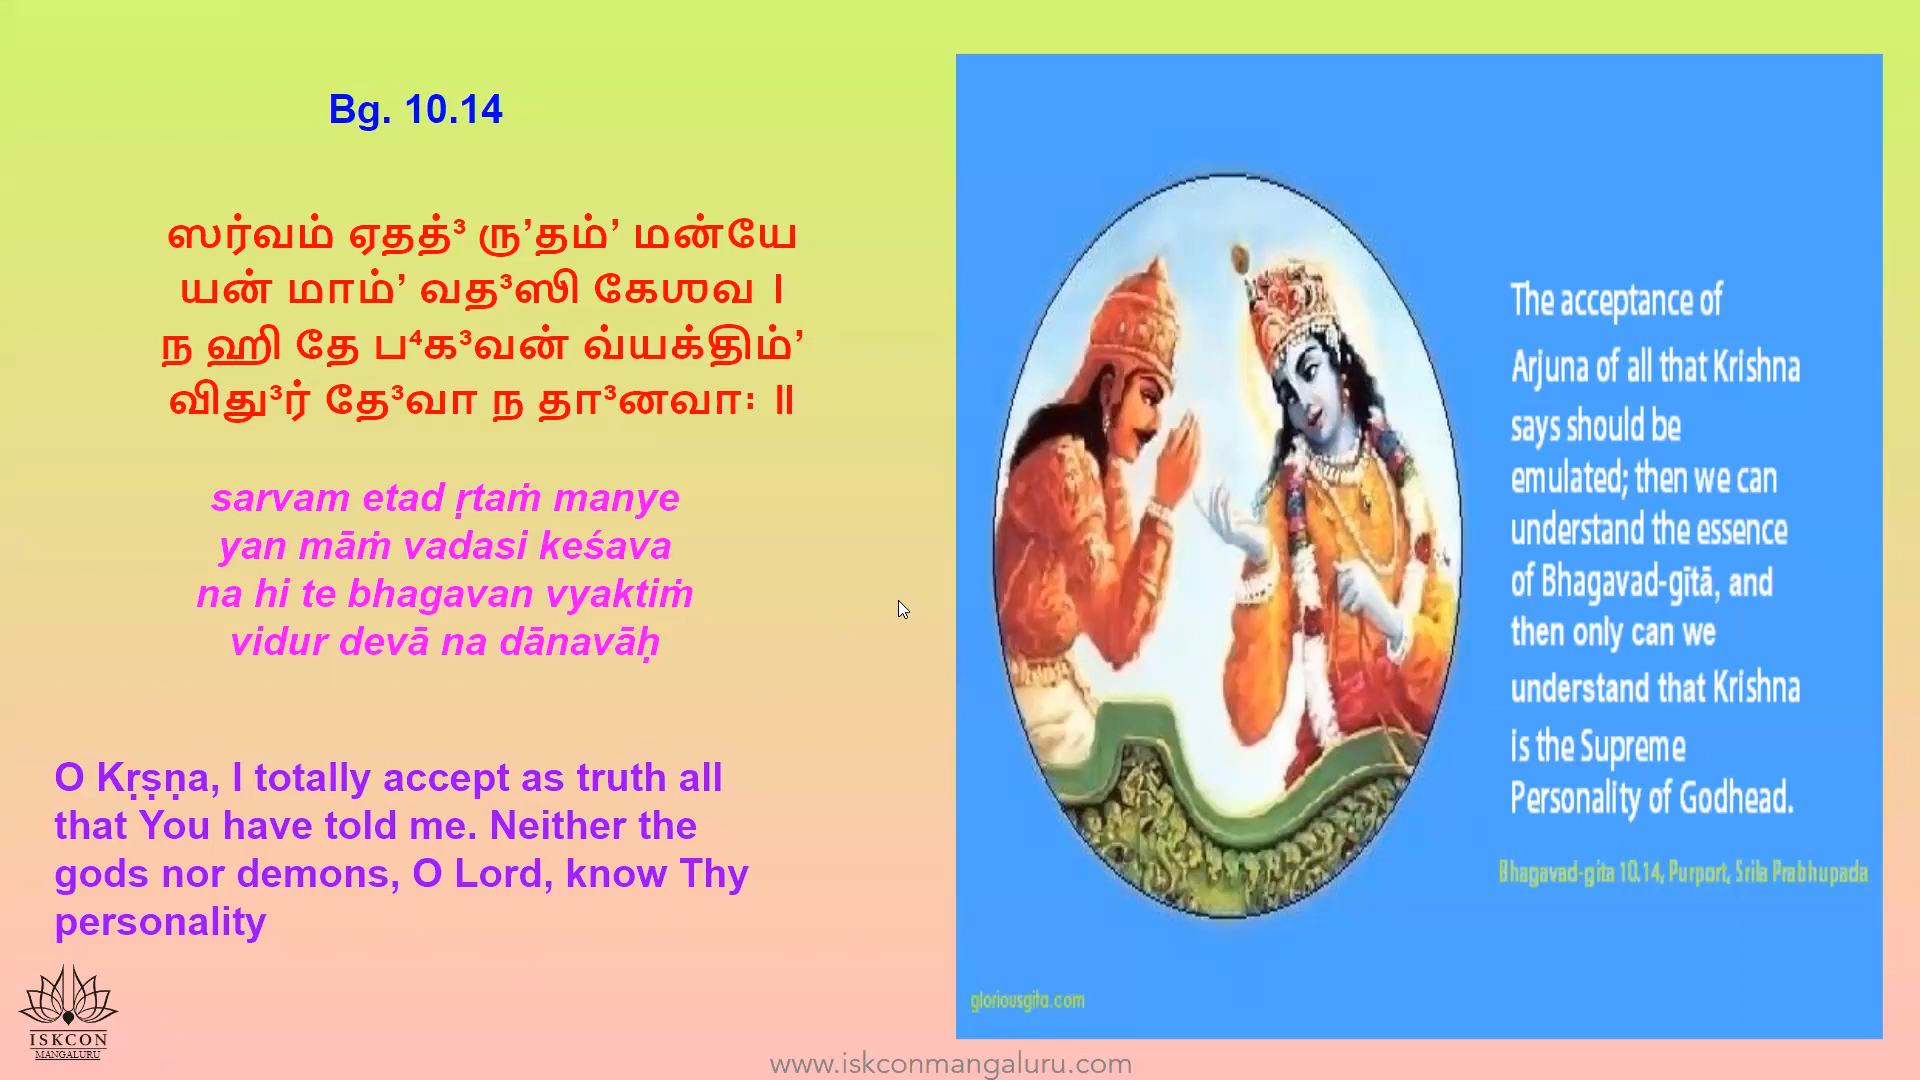 Bg. 10.14
ஸர்வம் ஏதத்³ ரு’தம்’ மன்யே
யன் மாம்’ வத³ஸி கேஶவ ।
ந ஹி தே ப⁴க³வன் வ்யக்திம்’
விது³ர் தே³வா ந தா³னவா꞉ ॥
sarvam etad ṛtaṁ manye
yan māṁ vadasi keśava
na hi te bhagavan vyaktiṁ
vidur devā na dānavāḥ
O Kṛṣṇa, I totally accept as truth all
that You have told me. Neither the
gods nor demons, O Lord, know Thy
personality
ISKCON
MANGALURU
The acceptance of
Arjuna of all that Krishna
says should be
emulated; then we can
understand the essence
of Bhagavad-gītā, and
then only can we
understand that Krishna
is the Supreme
Personality of Godhead.
Bhagavad-gita 10.14, Purport, Srila Prabhupada
gloriousgita.com
www.iskconmangaluru.com